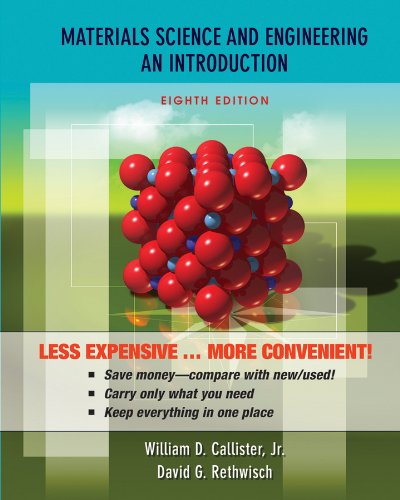 MATERIALS SCIENCE AND ENGINEERING
AN INTRODUCTION
EIGHTH EDITION
LESS EXPENSIVE ... MORE CONVENIENT!
■ Save money—compare with new/used!
■ Carry only what you need
■ Keep everything in one place
William D. Callister, Jr.
David G. Rethwisch